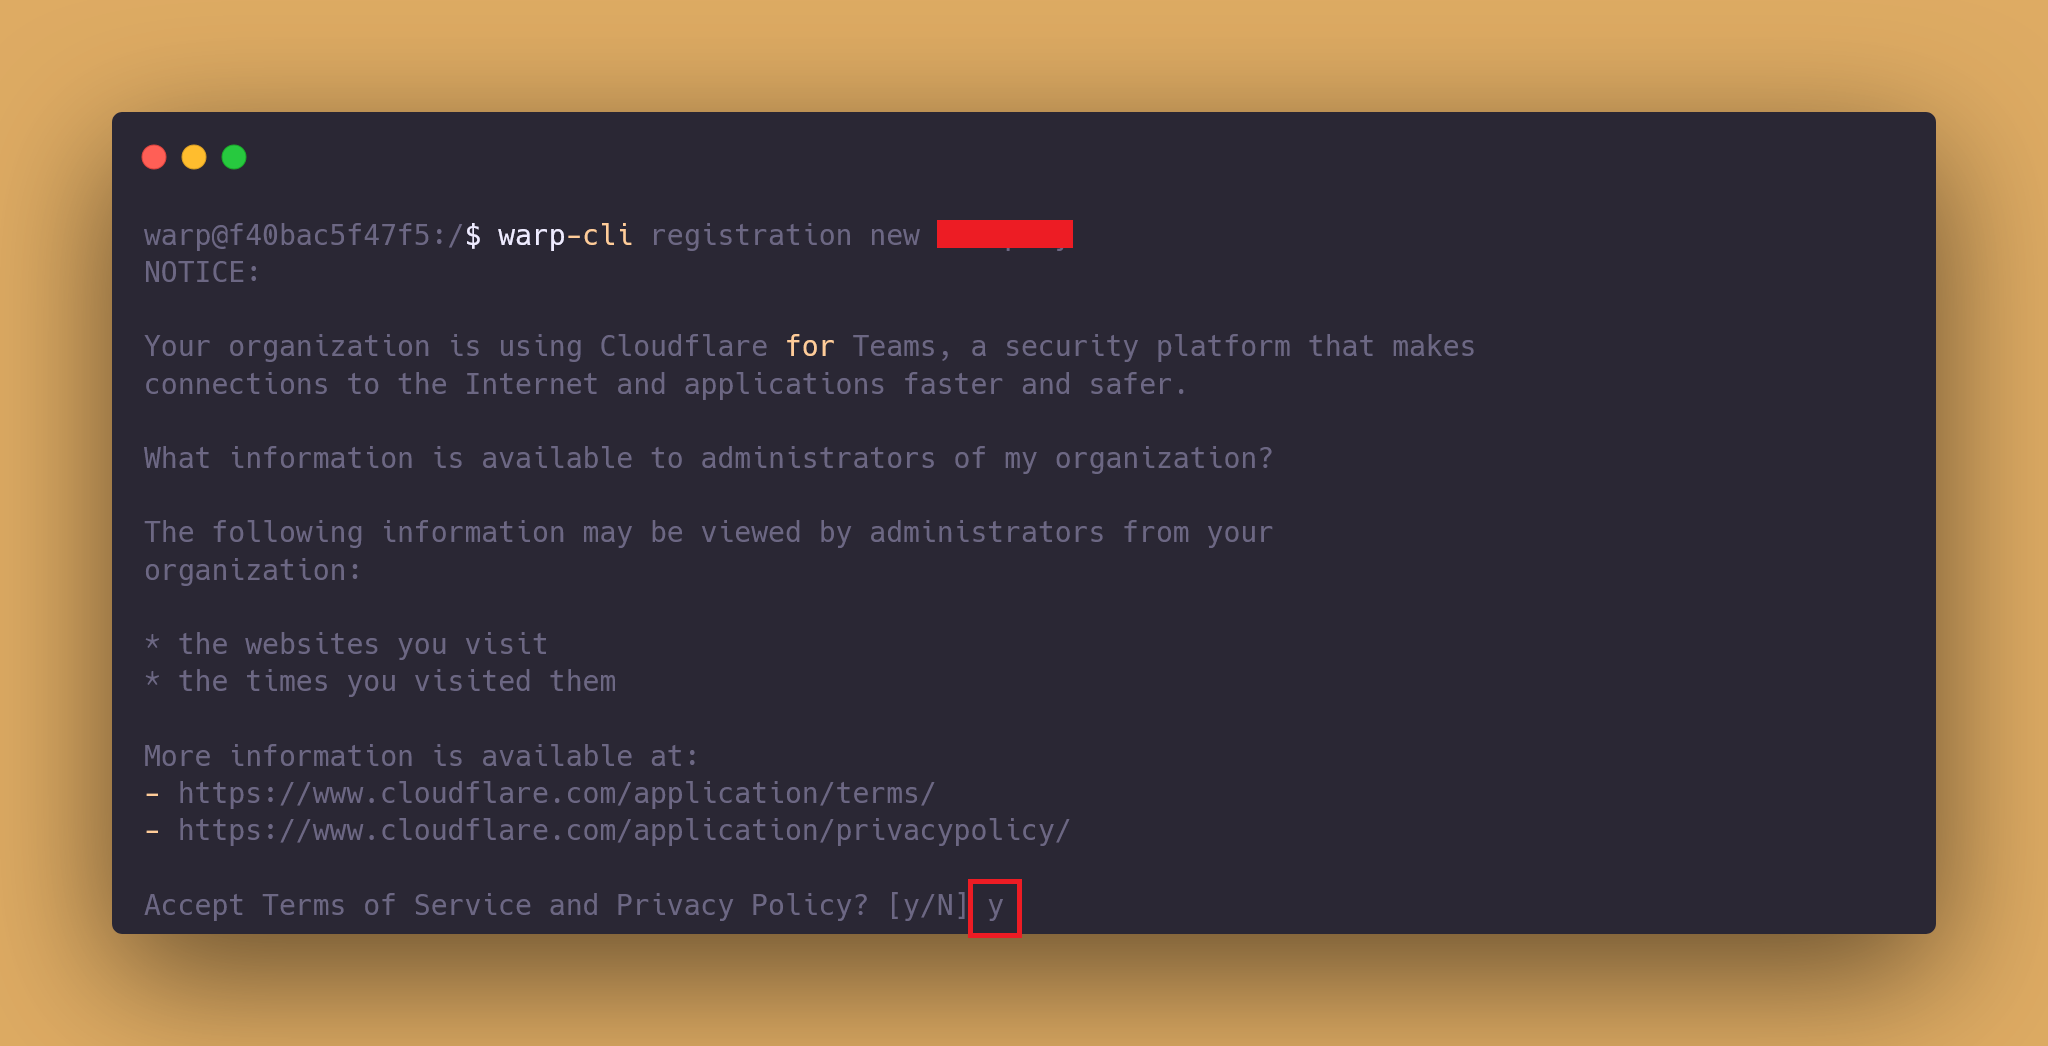 warp@f40bac5f47f5:/$ warp-cli registration new
NOTICE:
Your organization is using Cloudflare for Teams, a security platform that makes
connections to the Internet and applications faster and safer.
What information is available to administrators of my organization?
The following information may be viewed by administrators from your
organization:
* the websites you visit
* the times you visited them
More information is available at:
- https://www.cloudflare.com/application/terms/
- https://www.cloudflare.com/application/privacypolicy/
Accept Terms of Service and Privacy Policy? [y/N] y